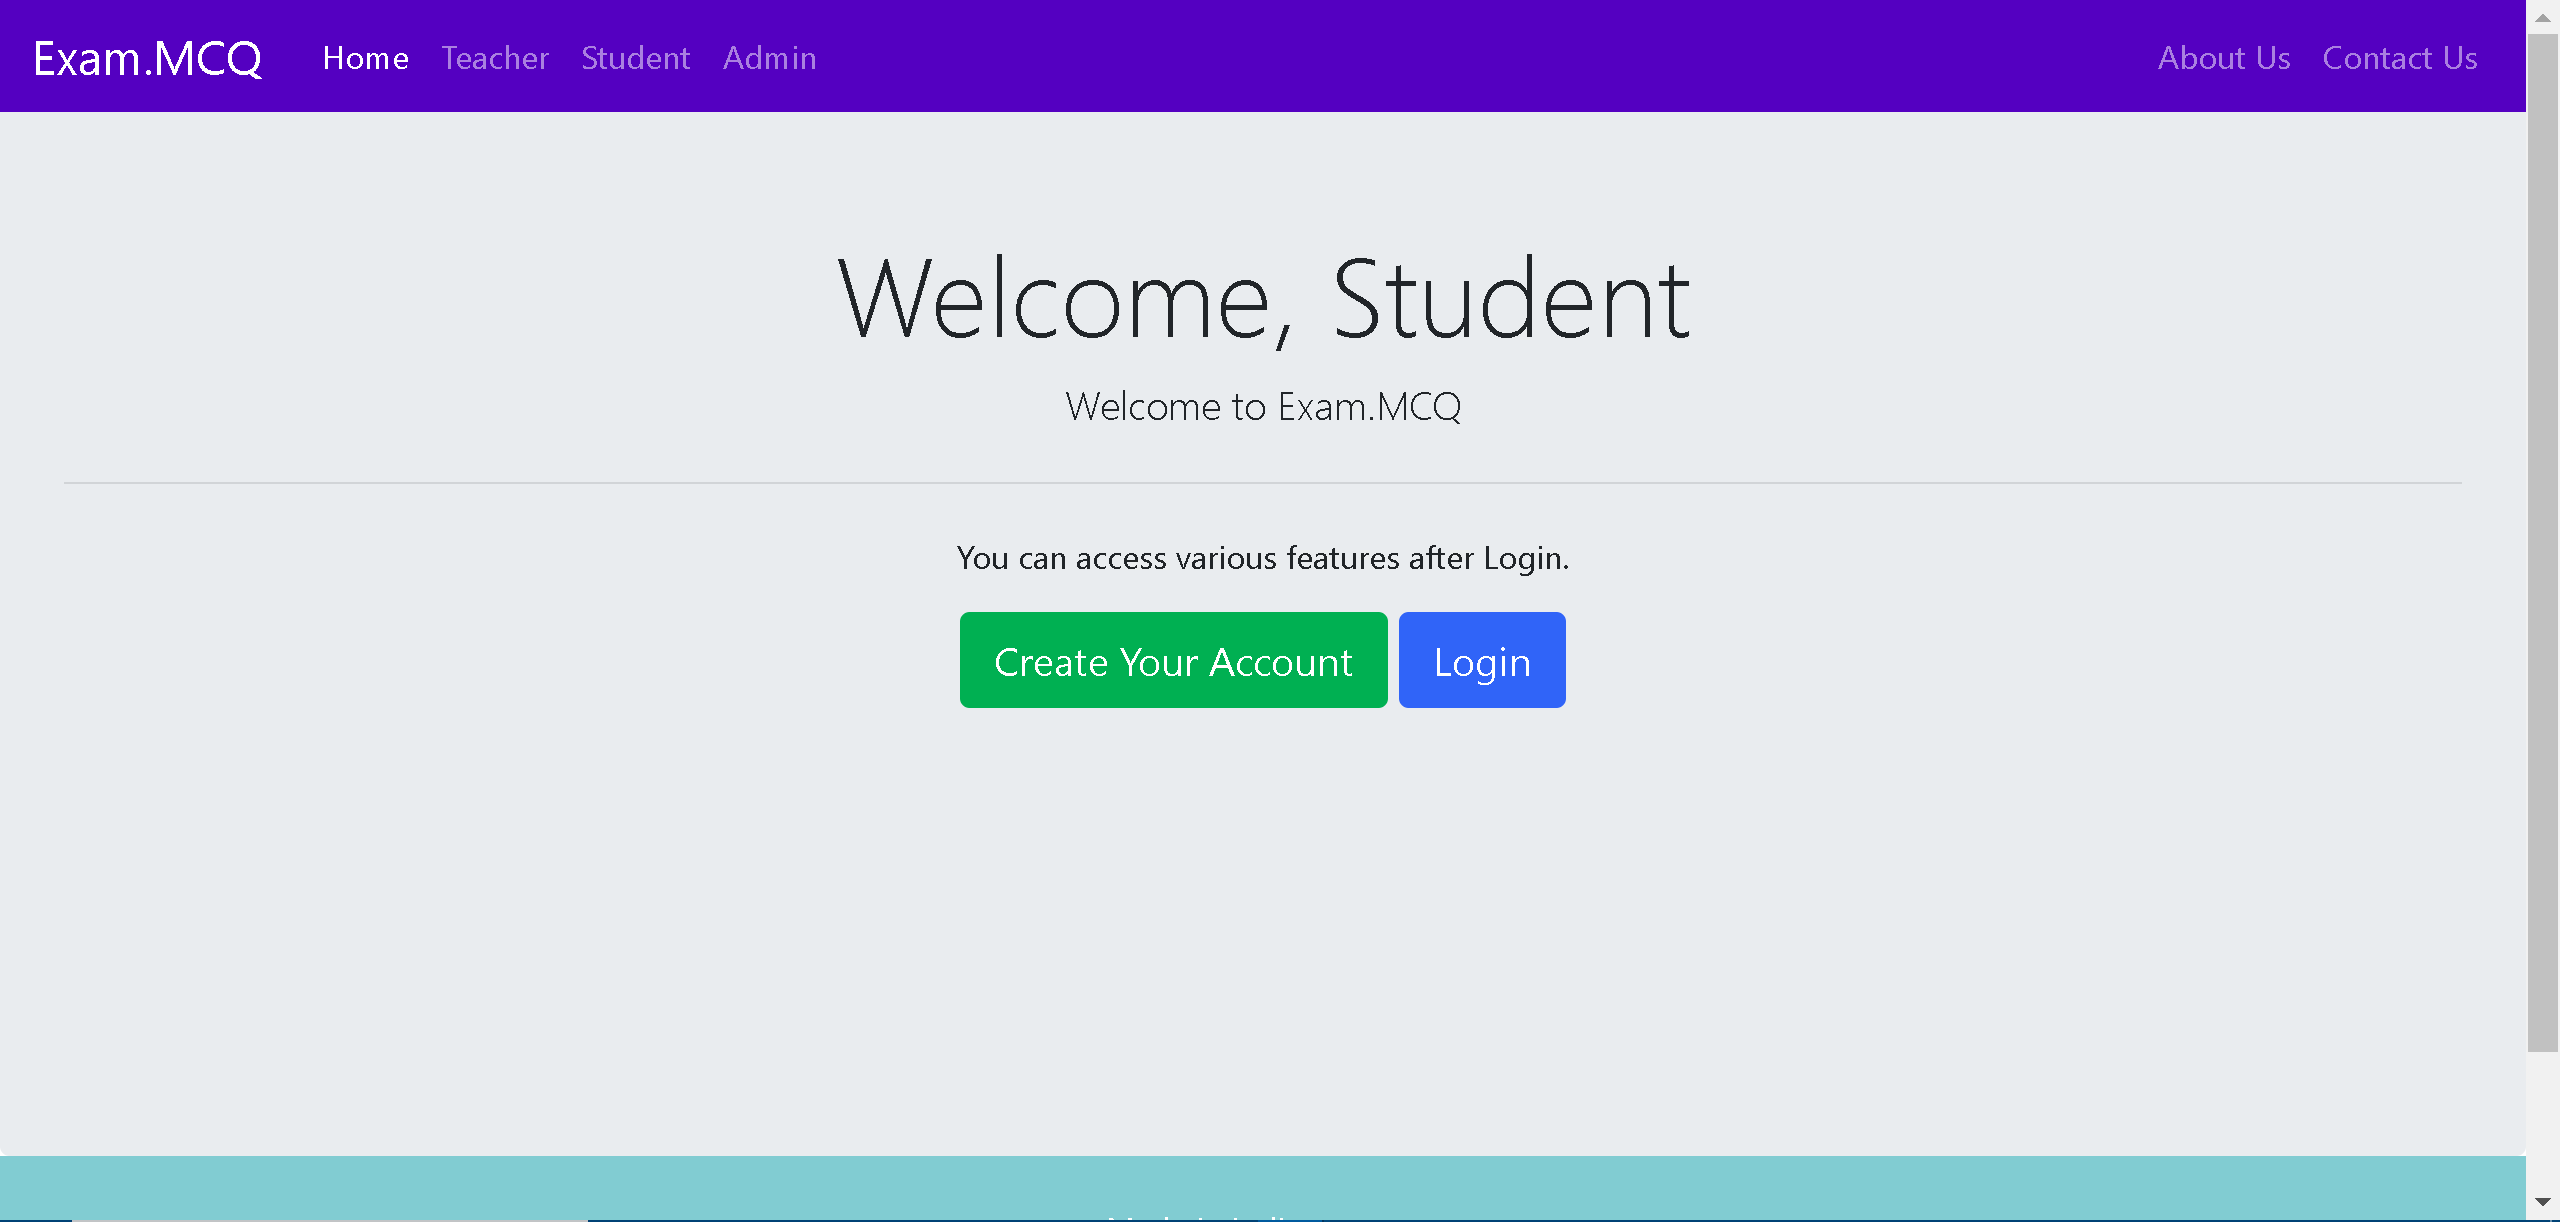 Exam.MCQ Home Teacher Student Admin About Us Contact Us
Welcome, Student
Welcome to Exam.MCQ
You can access various features after Login.
Create Your Account Login